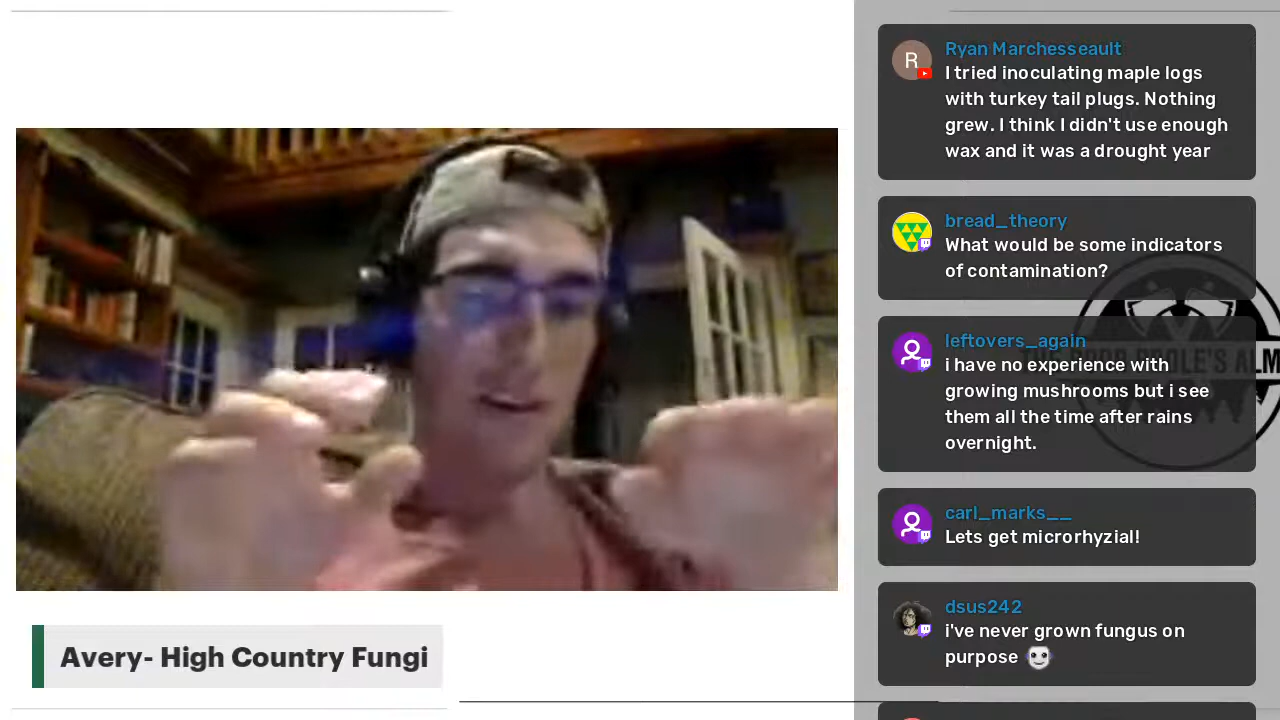 Ryan Marchesseault
I tried inoculating maple logs
with turkey tail plugs. Nothing
grew. I think I didn't use enough
wax and it was a drought year
bread_theory
What would be some indicators
of contamination?
leftovers_again
i have no experience with
growing mushrooms but i see
them all the time after rains
overnight.
carl_marks__
Lets get microrhyzial!
dsus242
i've never grown fungus on
purpose
Avery- High Country Fungi
R